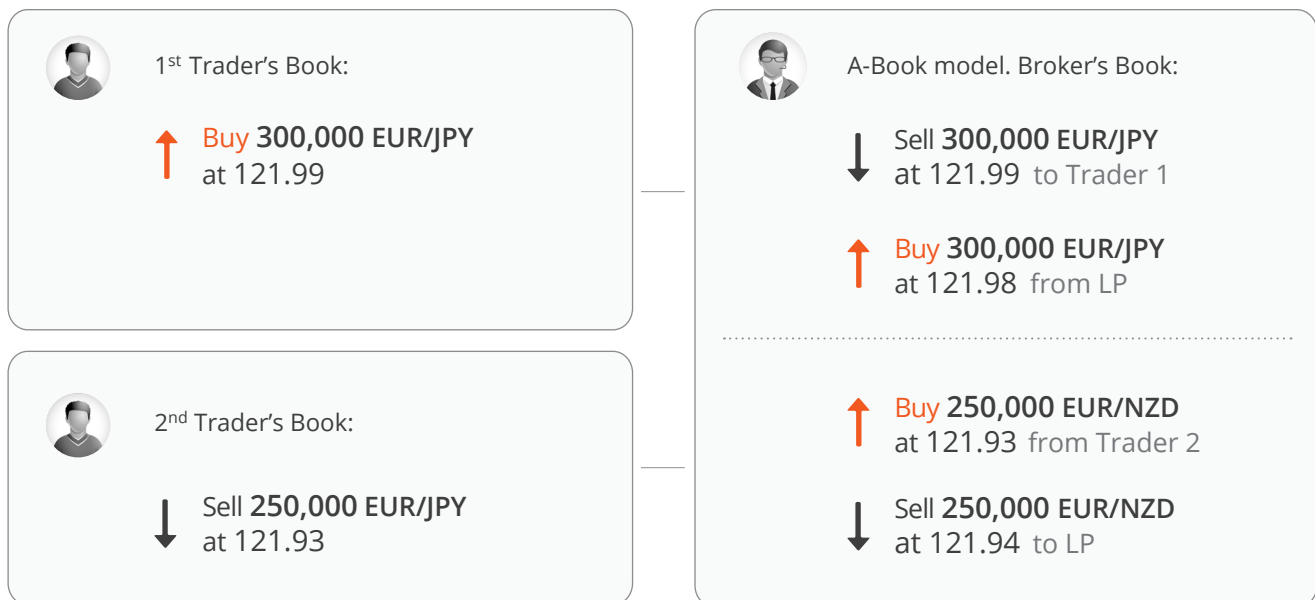 1st Trader’s Book:
Buy 300,000 EUR/JPY
at 121.99
2nd Trader’s Book:
Sell 250,000 EUR/JPY
at 121.93
A-Book model. Broker’s Book:
Sell 300,000 EUR/JPY
at 121.99 to Trader 1
Buy 300,000 EUR/JPY
at 121.98 from LP
Buy 250,000 EUR/NZD
at 121.93 from Trader 2
Sell 250,000 EUR/NZD
at 121.94 to LP